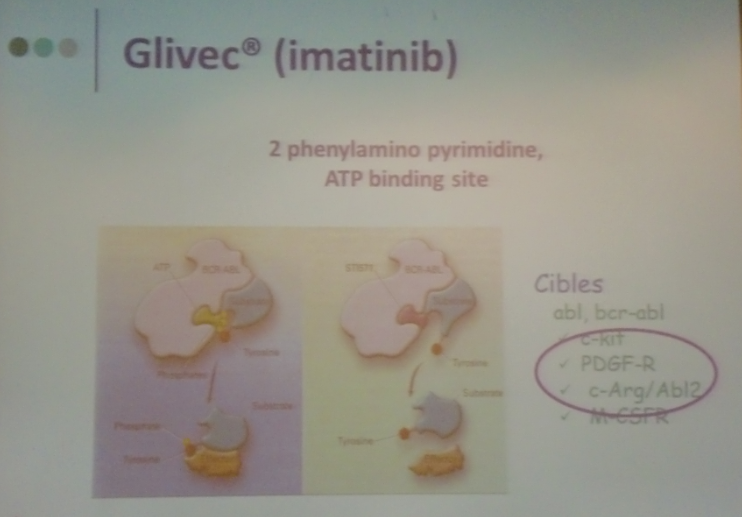 Glivec® (imatinib)
2 phenylamino pyrimidine,
ATP binding site
ATP
BCR-ABL
Substrate
Tyrosine
Phosphates
Substrate
Phosphate
Tyrosine
STI571
BCR-ABL
Substrate
Tyrosine
Substrate
Tyrosine
Cibles
abl, bcr-abl
✓ c-kit
✓ PDGF-R
✓ c-Arg/Abl2
✓ M-CSFR